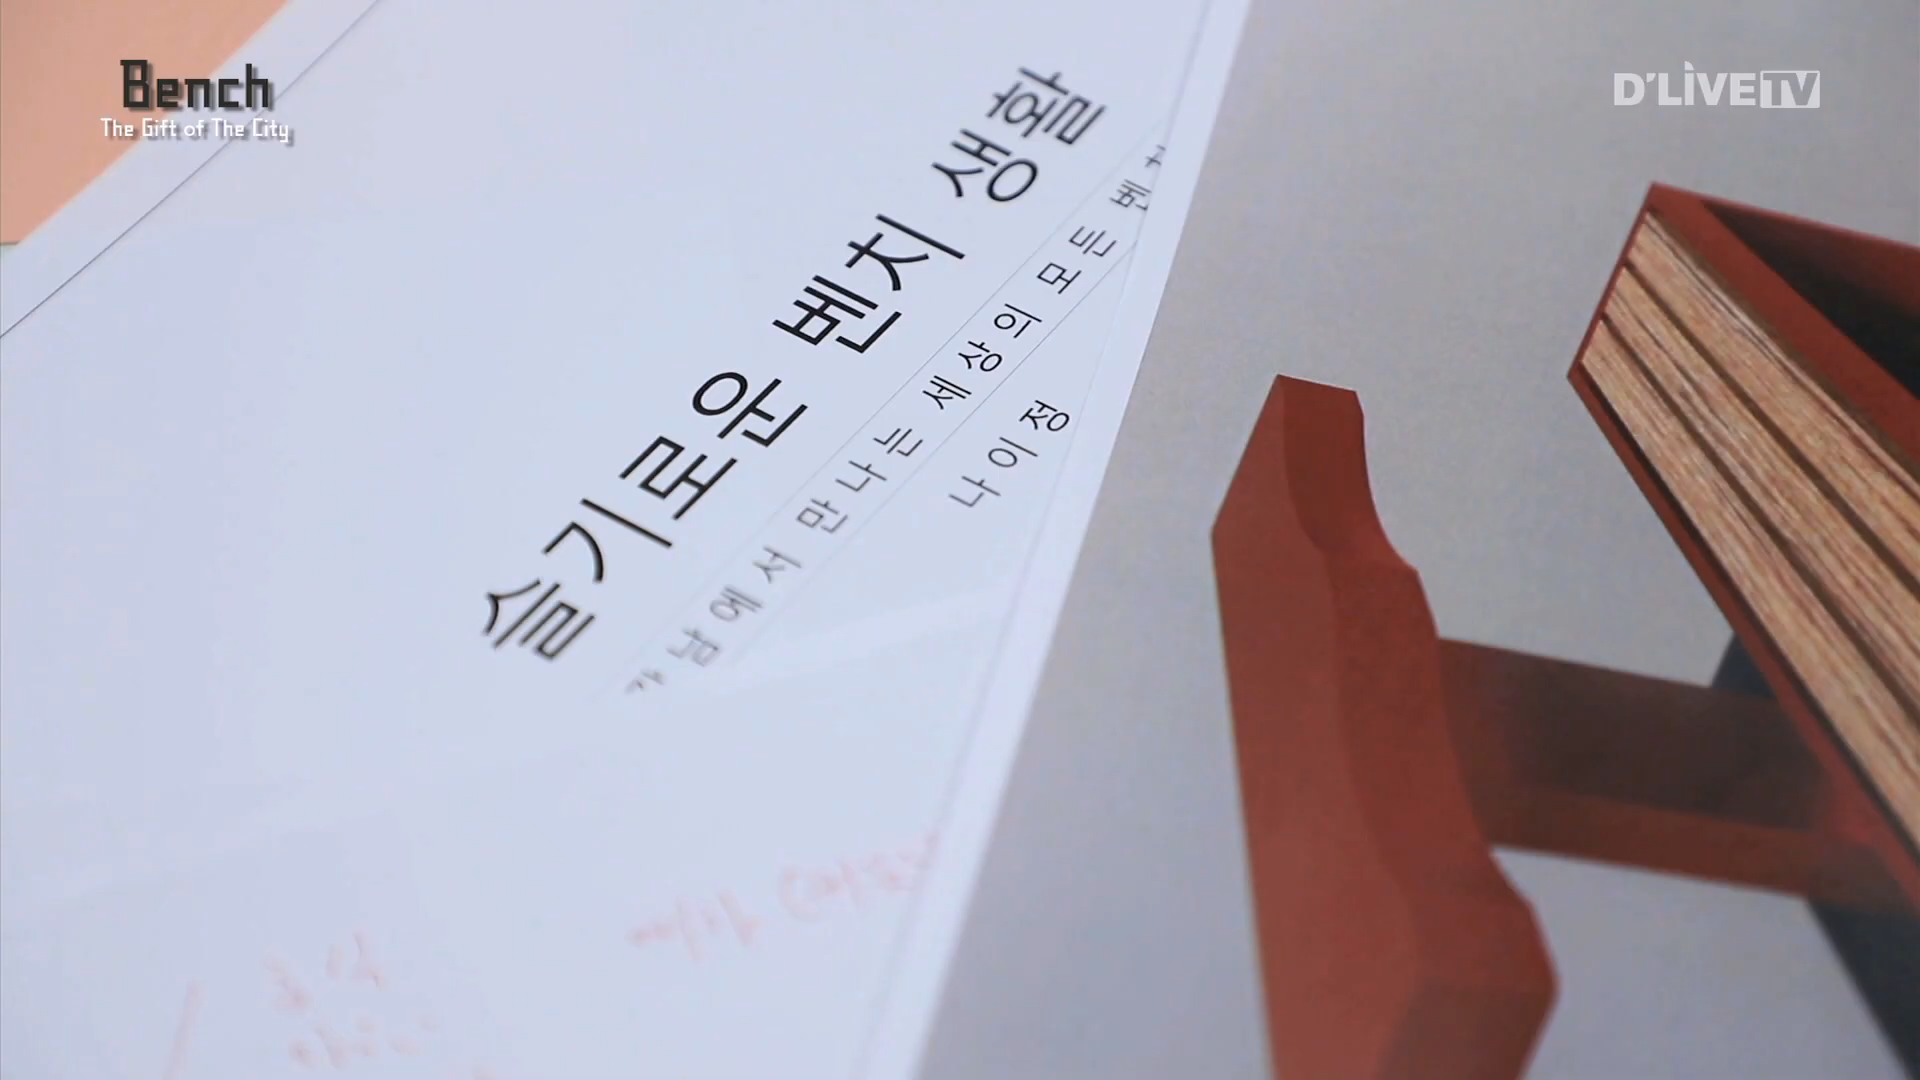 Bench
The Gift of The City
D'LIVE TV
슬기로운 벤치 생활
강남에서 만나는 세상의 모든 벤치
나이정